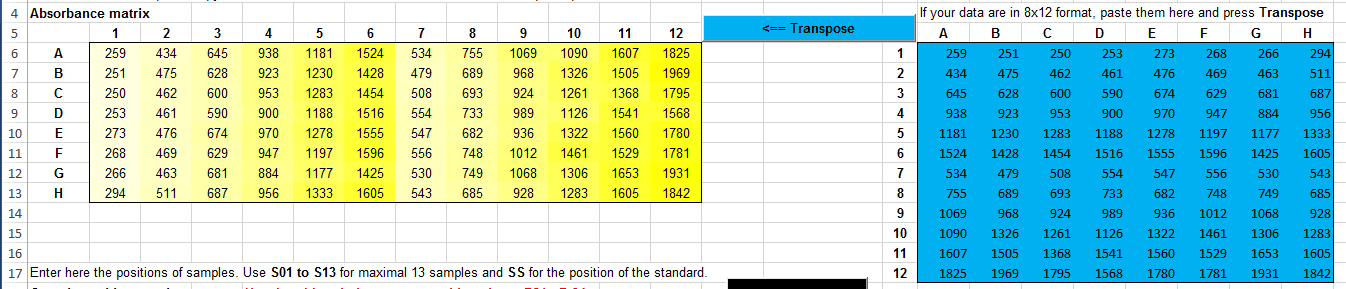 4 Absorbance matrix If your data are in 8x12 format, paste them here and press Transpose
5 1 2 3 4 5 6 7 8 9 10 11 12 <== Transpose A B C D E F G H
6 A 259 434 645 938 1181 1524 534 755 1069 1090 1607 1825 1 259 251 250 253 273 268 266 294
7 B 251 475 628 923 1230 1428 479 689 968 1326 1505 1969 2 434 475 462 461 476 469 463 511
8 C 250 462 600 953 1283 1454 508 693 924 1261 1368 1795 3 645 628 600 590 674 629 681 687
9 D 253 461 590 900 1188 1516 554 733 989 1126 1541 1568 4 938 923 953 900 970 947 884 956
10 E 273 476 674 970 1278 1555 547 682 936 1322 1560 1780 5 1181 1230 1283 1188 1278 1197 1177 1333
11 F 268 469 629 947 1197 1596 556 748 1012 1461 1529 1781 6 1524 1428 1454 1516 1555 1596 1425 1605
12 G 266 463 681 884 1177 1425 530 749 1068 1306 1653 1931 7 534 479 508 554 547 556 530 543
13 H 294 511 687 956 1333 1605 543 685 928 1283 1605 1842 8 755 689 693 733 682 748 749 685
14 9 1069 968 924 989 936 1012 1068 928
15 10 1090 1326 1261 1126 1322 1461 1306 1283
16 11 1607 1505 1368 1541 1560 1529 1653 1605
17 Enter here the positions of samples. Use S01 to S13 for maximal 13 samples and SS for the position of the standard. 12 1825 1969 1795 1568 1780 1781 1931 1842